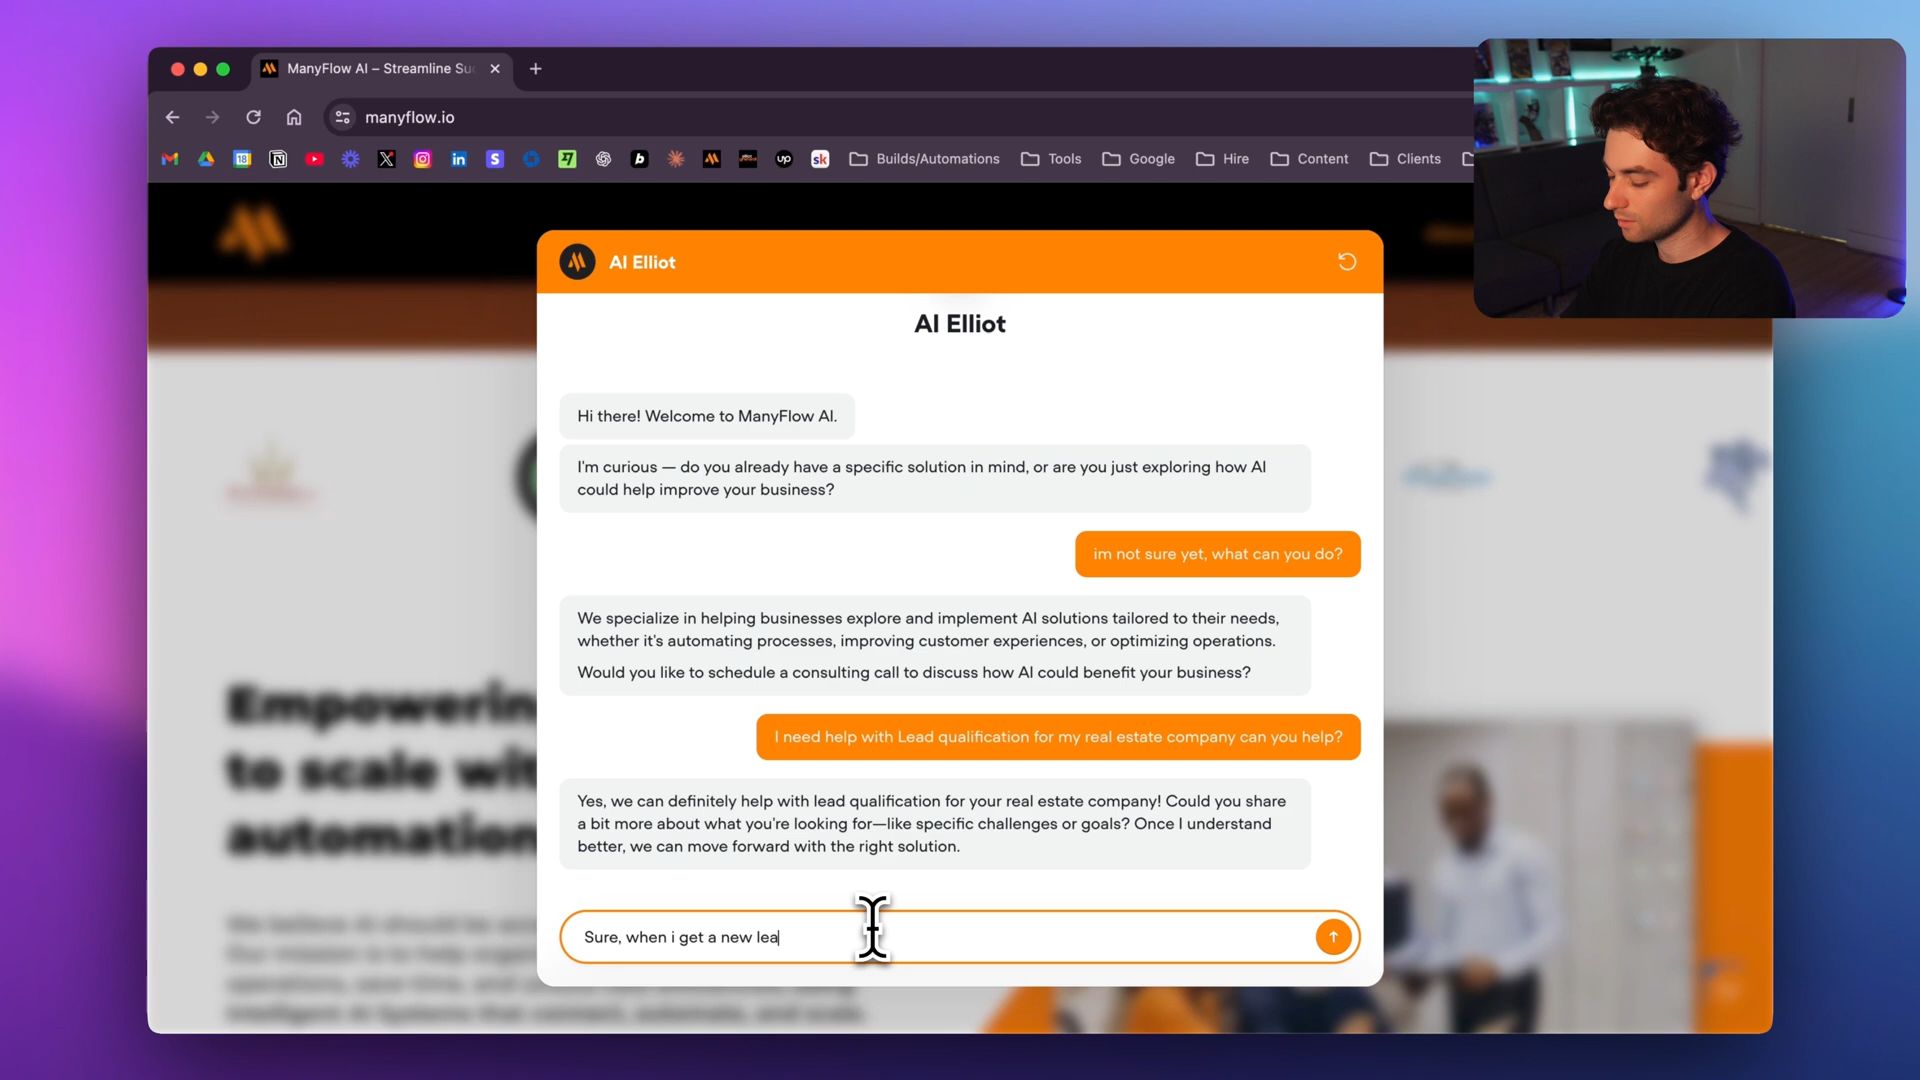 ManyFlow AI – Streamline Su
manyflow.io
18
Builds/Automations
Tools
Google
Hire
Content
Clients
AI Elliot
AI Elliot
Hi there! Welcome to ManyFlow AI.
I'm curious — do you already have a specific solution in mind, or are you just exploring how AI
could help improve your business?
im not sure yet, what can you do?
We specialize in helping businesses explore and implement AI solutions tailored to their needs,
whether it's automating processes, improving customer experiences, or optimizing operations.
Would you like to schedule a consulting call to discuss how AI could benefit your business?
I need help with Lead qualification for my real estate company can you help?
Yes, we can definitely help with lead qualification for your real estate company! Could you share
a bit more about what you're looking for—like specific challenges or goals? Once I understand
better, we can move forward with the right solution.
Sure, when i get a new lea
Empowerin
to scale wit
automation